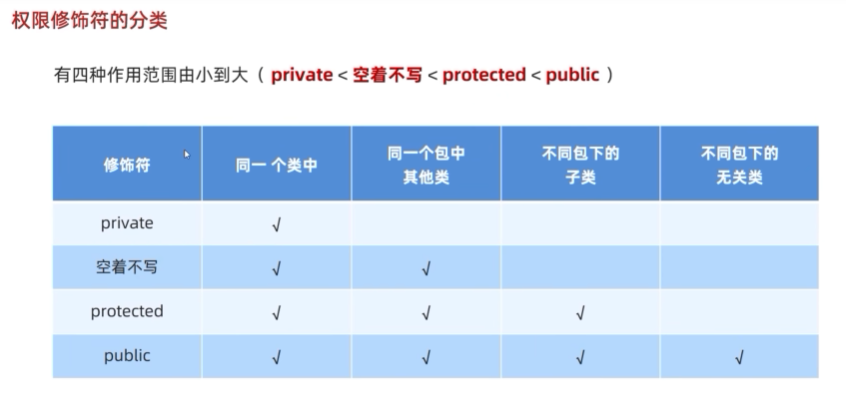 权限修饰符的分类
有四种作用范围由小到大（ private < 空着不写 < protected < public ）
修饰符 同一 个类中 同一个包中 其他类 不同包下的 子类 不同包下的 无关类
private √
空着不写 √ √
protected √ √ √
public √ √ √ √